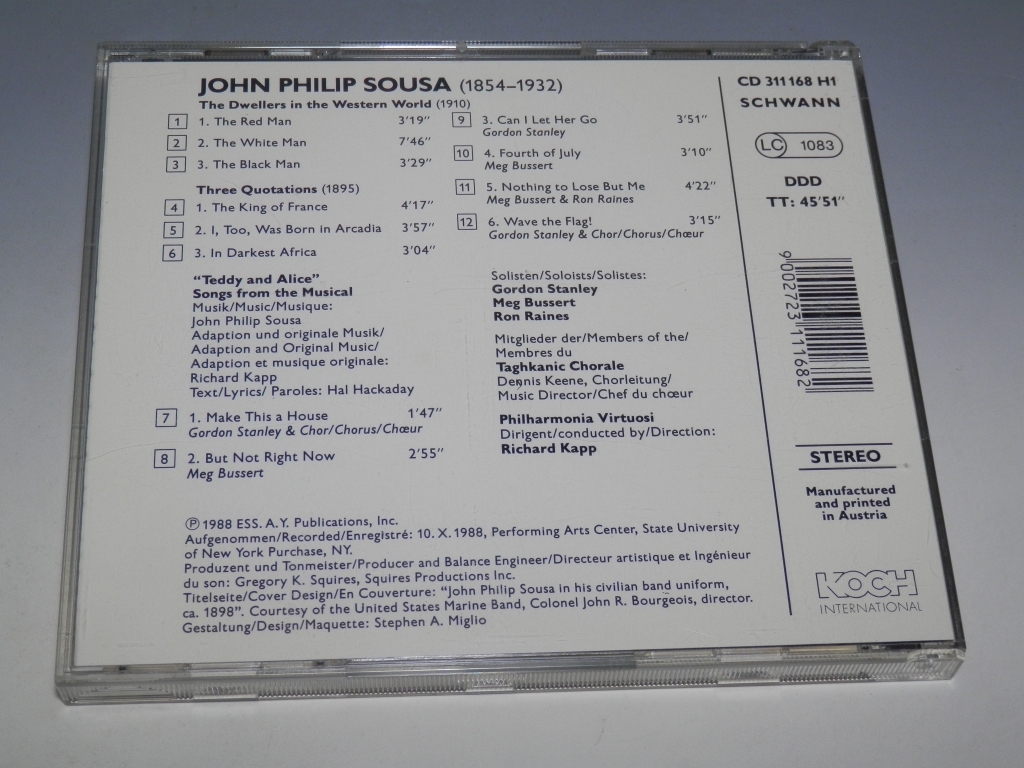 JOHN PHILIP SOUSA (1854–1932)
The Dwellers in the Western World (1910)
1 1. The Red Man 3'19"
2 2. The White Man 7'46"
3 3. The Black Man 3'29"
Three Quotations (1895)
4 1. The King of France 4'17"
5 2. I, Too, Was Born in Arcadia 3'57"
6 3. In Darkest Africa 3'04"
"Teddy and Alice"
Songs from the Musical
Musik/Music/Musique:
John Philip Sousa
Adaption und originale Musik/
Adaption and Original Music/
Adaption et musique originale:
Richard Kapp
Text/Lyrics/ Paroles: Hal Hackaday
7 1. Make This a House 1'47"
Gordon Stanley & Chor/Chorus/Chœur
8 2. But Not Right Now 2'55"
Meg Bussert
9 3. Can I Let Her Go 3'51"
Gordon Stanley
10 4. Fourth of July 3'10"
Meg Bussert
11 5. Nothing to Lose But Me 4'22"
Meg Bussert & Ron Raines
12 6. Wave the Flag! 3'15"
Gordon Stanley & Chor/Chorus/Chœur
Solisten/Soloists/Solistes:
Gordon Stanley
Meg Bussert
Ron Raines
Mitglieder der/Members of the/
Membres du
Taghkanic Chorale
Dennis Keene, Chorleitung/
Music Director/Chef du chœur
Philharmonia Virtuosi
Dirigent/conducted by/Direction:
Richard Kapp
℗ 1988 ESS. A.Y. Publications, Inc.
Aufgenommen/Recorded/Enregistré: 10. X. 1988, Performing Arts Center, State University
of New York Purchase, NY.
Produzent und Tonmeister/Producer and Balance Engineer/Directeur artistique et Ingénieur
du son: Gregory K. Squires, Squires Productions Inc.
Titelseite/Cover Design/En Couverture: "John Philip Sousa in his civilian band uniform,
ca. 1898". Courtesy of the United States Marine Band, Colonel John R. Bourgeois, director.
Gestaltung/Design/Maquette: Stephen A. Miglio
CD 311 168 H1
SCHWANN
LC 1083
DDD
TT: 45'51"
9 002723 111682
STEREO
Manufactured
and printed
in Austria
KOCH
INTERNATIONAL